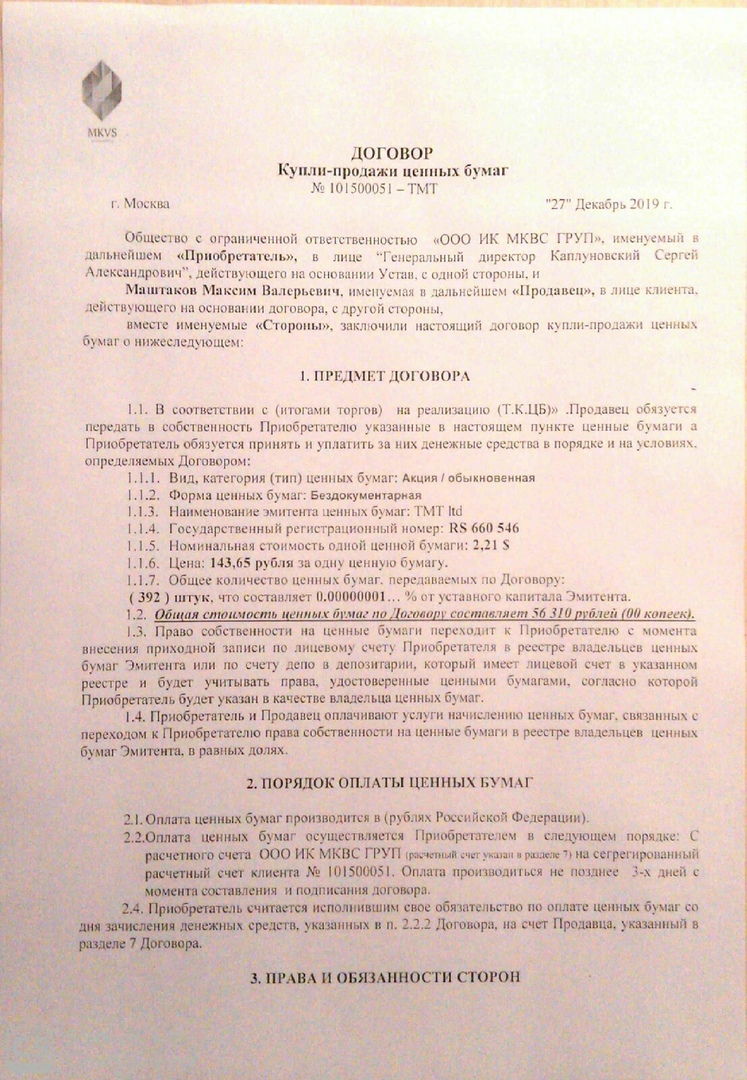 MKVS
ДОГОВОР
Купли-продажи ценных бумаг
№ 101500051 – ТМТ
г. Москва "27" Декабрь 2019 г.
Общество с ограниченной ответственностью «ООО ИК МКВС ГРУП», именуемый в
дальнейшем «Приобретатель», в лице “Генеральный директор Каплуновский Сергей
Александрович”, действующего на основании Устав, с одной стороны, и
Маштаков Максим Валерьевич, именуемая в дальнейшем «Продавец», в лице клиента,
действующего на основании договора, с другой стороны,
вместе именуемые «Стороны», заключили настоящий договор купли-продажи ценных
бумаг о нижеследующем:
1. ПРЕДМЕТ ДОГОВОРА
1.1. В соответствии с (итогами торгов) на реализацию (Т.К.ЦБ)» .Продавец обязуется
передать в собственность Приобретателю указанные в настоящем пункте ценные бумаги а
Приобретатель обязуется принять и уплатить за них денежные средства в порядке и на условиях,
определяемых Договором:
1.1.1. Вид, категория (тип) ценных бумаг: Акция / обыкновенная
1.1.2. Форма ценных бумаг: Бездокументарная
1.1.3. Наименование эмитента ценных бумаг: ТМТ ltd
1.1.4. Государственный регистрационный номер: RS 660 546
1.1.5. Номинальная стоимость одной ценной бумаги: 2,21 $
1.1.6. Цена: 143,65 рубля за одну ценную бумагу.
1.1.7. Общее количество ценных бумаг, передаваемых по Договору:
( 392 ) штук, что составляет 0.00000001… % от уставного капитала Эмитента.
1.2. Общая стоимость ценных бумаг по Договору составляет 56 310 рублей (00 копеек).
1.3. Право собственности на ценные бумаги переходит к Приобретателю с момента
внесения приходной записи по лицевому счету Приобретателя в реестре владельцев ценных
бумаг Эмитента или по счету депо в депозитарии, который имеет лицевой счет в указанном
реестре и будет учитывать права, удостоверенные ценными бумагами, согласно которой
Приобретатель будет указан в качестве владельца ценных бумаг.
1.4. Приобретатель и Продавец оплачивают услуги начислению ценных бумаг, связанных с
переходом к Приобретателю права собственности на ценные бумаги в реестре владельцев ценных
бумаг Эмитента, в равных долях.
2. ПОРЯДОК ОПЛАТЫ ЦЕННЫХ БУМАГ
2.1. Оплата ценных бумаг производится в (рублях Российской Федерации).
2.2.Оплата ценных бумаг осуществляется Приобретателем в следующем порядке: С
расчетного счета ООО ИК МКВС ГРУП (расчетный счет указан в разделе 7) на сегрегированный
расчетный счет клиента № 101500051. Оплата производиться не позднее 3-х дней с
момента составления и подписания договора.
2.4. Приобретатель считается исполнившим свое обязательство по оплате ценных бумаг со
дня зачисления денежных средств, указанных в п. 2.2.2 Договора, на счет Продавца, указанный в
разделе 7 Договора.
3. ПРАВА И ОБЯЗАННОСТИ СТОРОН